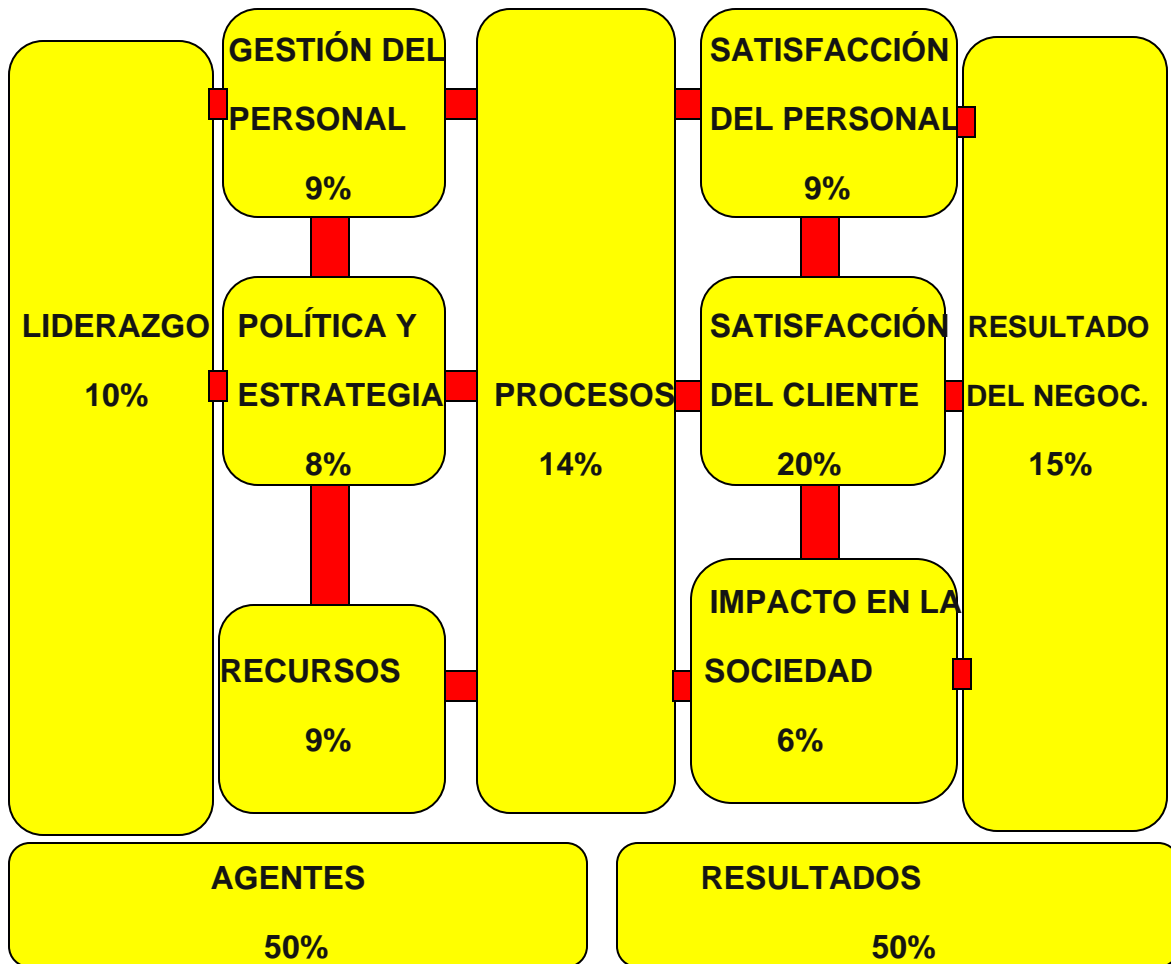 GESTIÓN DEL
PERSONAL
9%
SATISFACCIÓN
DEL PERSONAL
9%
LIDERAZGO
10%
POLÍTICA Y
ESTRATEGIA
8%
PROCESOS
14%
SATISFACCIÓN
DEL CLIENTE
20%
RESULTADO
DEL NEGOC.
15%
RECURSOS
9%
IMPACTO EN LA
SOCIEDAD
6%
AGENTES
50%
RESULTADOS
50%